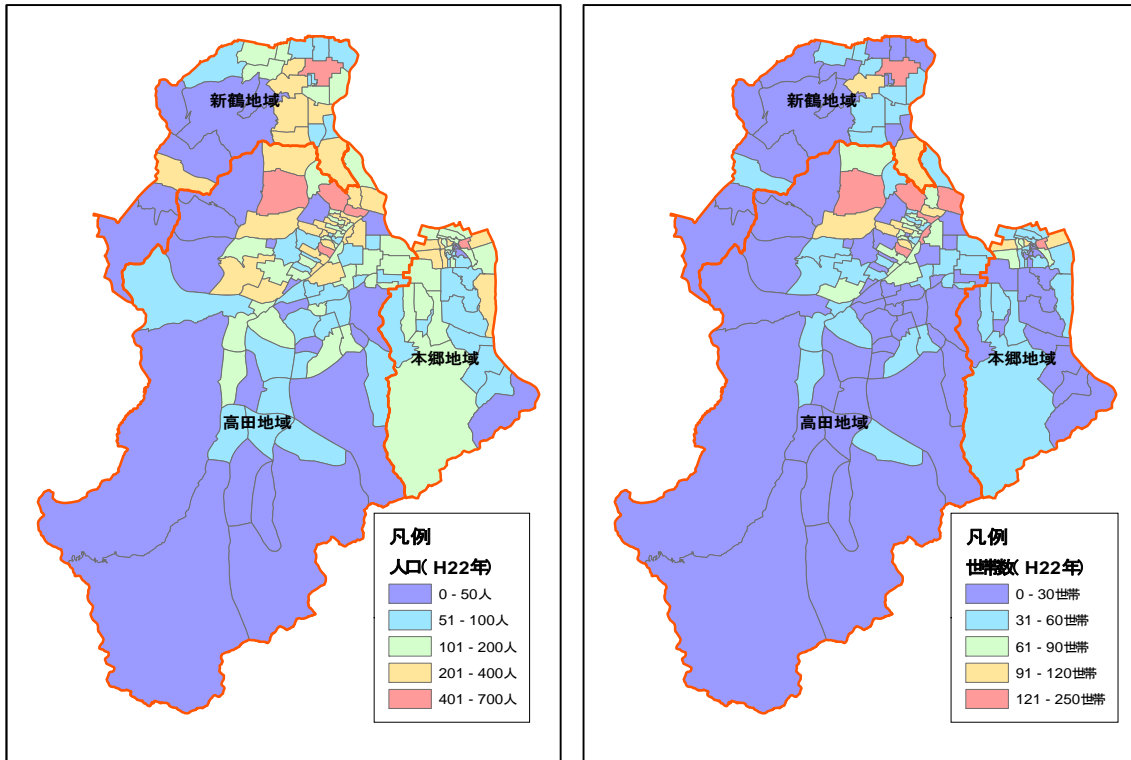 新鶴地域
本郷地域
高田地域
凡例
人口( H22年)
0 - 50人
51 - 100人
101 - 200人
201 - 400人
401 - 700人
新鶴地域
本郷地域
高田地域
凡例
世帯数( H22年)
0 - 30世帯
31 - 60世帯
61 - 90世帯
91 - 120世帯
121 - 250世帯